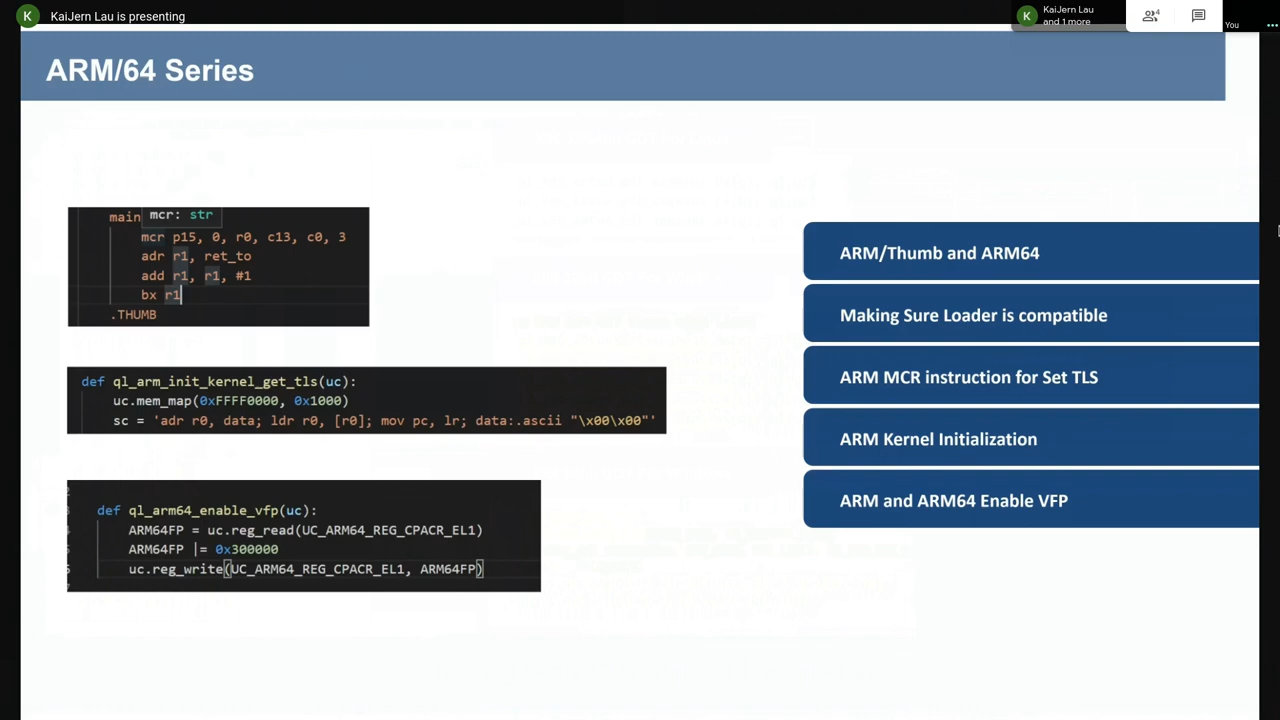 K
KaiJern Lau is presenting
K
KaiJern Lau
and 1 more
4
You
ARM/64 Series
main
mcr: str
mcr p15, 0, r0, c13, c0, 3
adr r1, ret_to
add r1, r1, #1
bx r1
.THUMB
def ql_arm_init_kernel_get_tls(uc):
uc.mem_map(0xFFFF0000, 0x1000)
sc = 'adr r0, data; ldr r0, [r0]; mov pc, lr; data:.ascii "\x00\x00"'
def ql_arm64_enable_vfp(uc):
ARM64FP = uc.reg_read(UC_ARM64_REG_CPACR_EL1)
ARM64FP |= 0x300000
uc.reg_write(UC_ARM64_REG_CPACR_EL1, ARM64FP)
ARM/Thumb and ARM64
Making Sure Loader is compatible
ARM MCR instruction for Set TLS
ARM Kernel Initialization
ARM and ARM64 Enable VFP